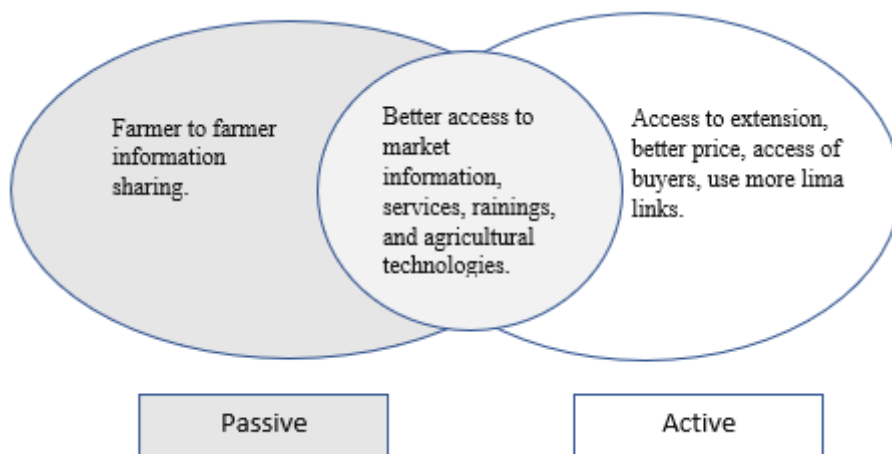 Farmer to farmer
information
sharing.
Better access to
market
information,
services, rainings,
and agricultural
technologies.
Access to extension,
better price, access of
buyers, use more lima
links.
Passive
Active